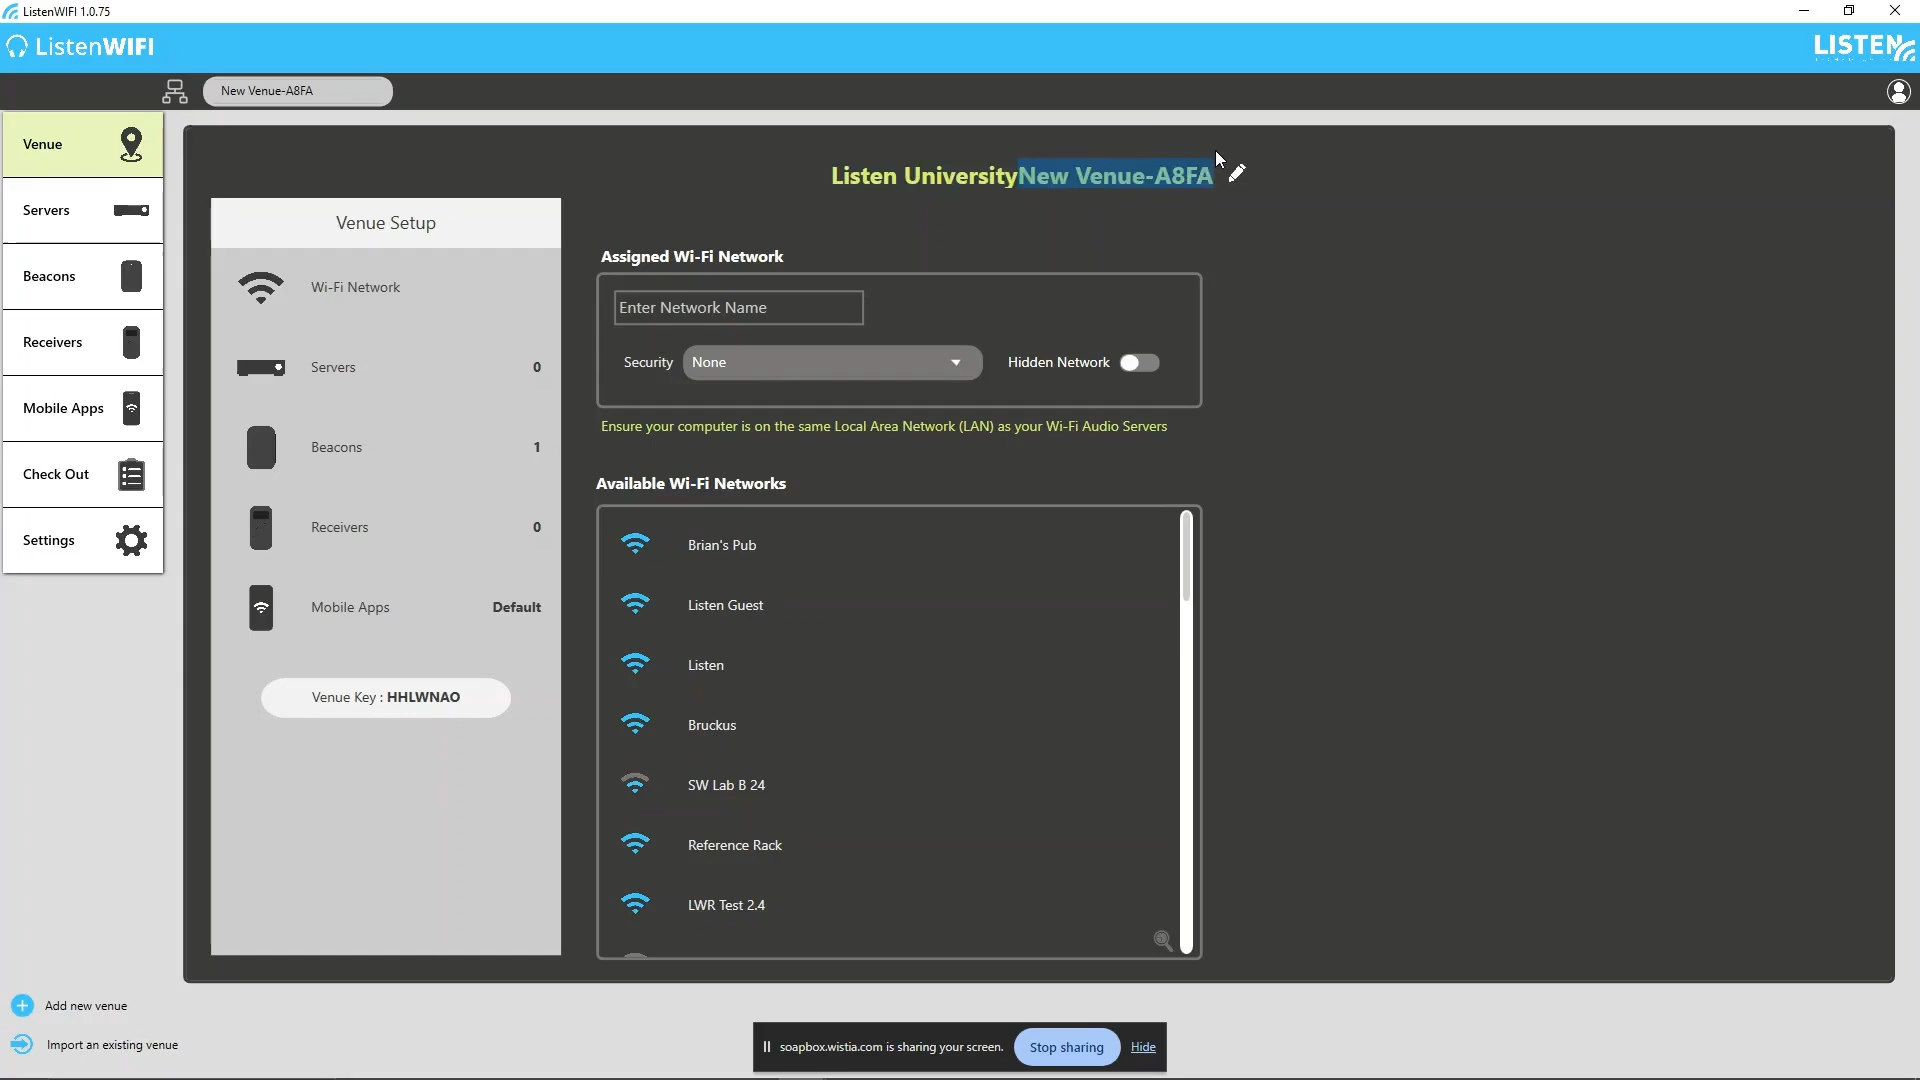 ListenWIFI 1.0.75
ListenWIFI
LISTEN
New Venue-A8FA
Venue
Servers
Beacons
Receivers
Mobile Apps
Check Out
Settings
Listen UniversityNew Venue-A8FA
Venue Setup
Wi-Fi Network
Servers 0
Beacons 1
Receivers 0
Mobile Apps Default
Venue Key : HHLWNAO
Assigned Wi-Fi Network
Enter Network Name
Security None Hidden Network
Ensure your computer is on the same Local Area Network (LAN) as your Wi-Fi Audio Servers
Available Wi-Fi Networks
Brian's Pub
Listen Guest
Listen
Bruckus
SW Lab B 24
Reference Rack
LWR Test 2.4
Add new venue
Import an existing venue
soapbox.wistia.com is sharing your screen. Stop sharing Hide